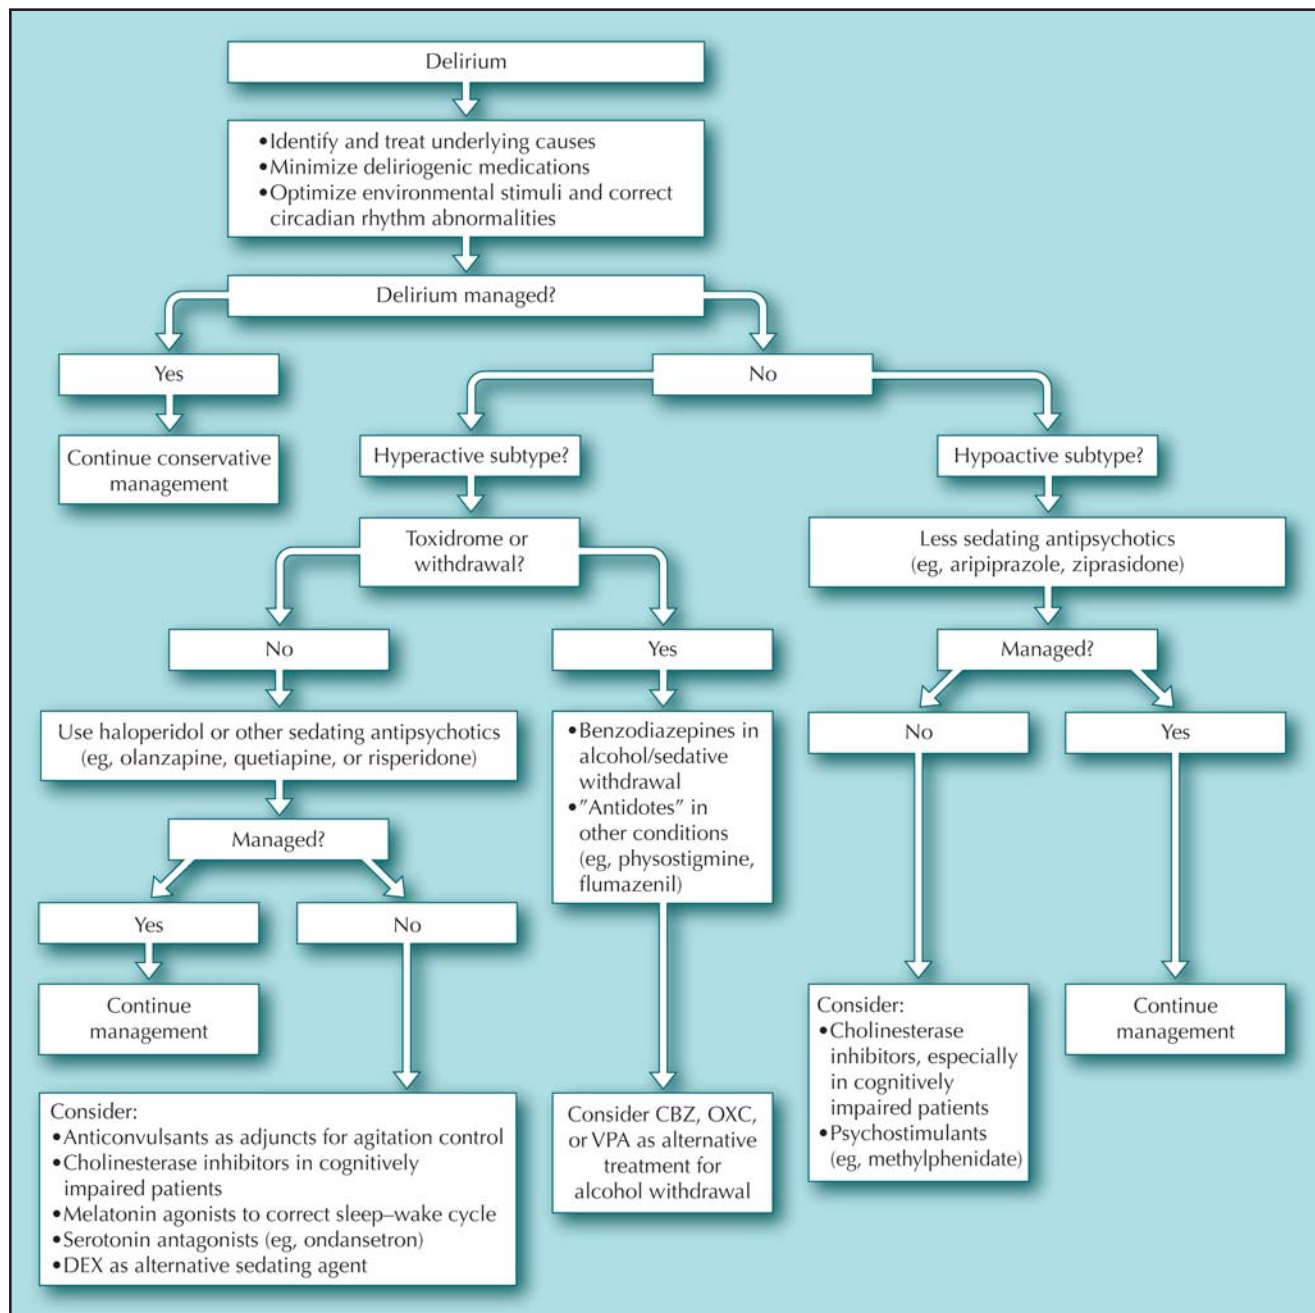 Delirium
•Identify and treat underlying causes
•Minimize deliriogenic medications
•Optimize environmental stimuli and correct
circadian rhythm abnormalities
Delirium managed?
Yes
No
Continue conservative
management
Hyperactive subtype?
Hypoactive subtype?
Toxidrome or
withdrawal?
Less sedating antipsychotics
(eg, aripiprazole, ziprasidone)
No
Yes
Managed?
Use haloperidol or other sedating antipsychotics
(eg, olanzapine, quetiapine, or risperidone)
•Benzodiazepines in
alcohol/sedative
withdrawal
•”Antidotes” in
other conditions
(eg, physostigmine,
flumazenil)
No
Yes
Managed?
Yes
No
Continue
management
Consider:
•Cholinesterase
inhibitors, especially
in cognitively
impaired patients
•Psychostimulants
(eg, methylphenidate)
Continue
management
Consider:
•Anticonvulsants as adjuncts for agitation control
•Cholinesterase inhibitors in cognitively
impaired patients
•Melatonin agonists to correct sleep–wake cycle
•Serotonin antagonists (eg, ondansetron)
•DEX as alternative sedating agent
Consider CBZ, OXC,
or VPA as alternative
treatment for
alcohol withdrawal